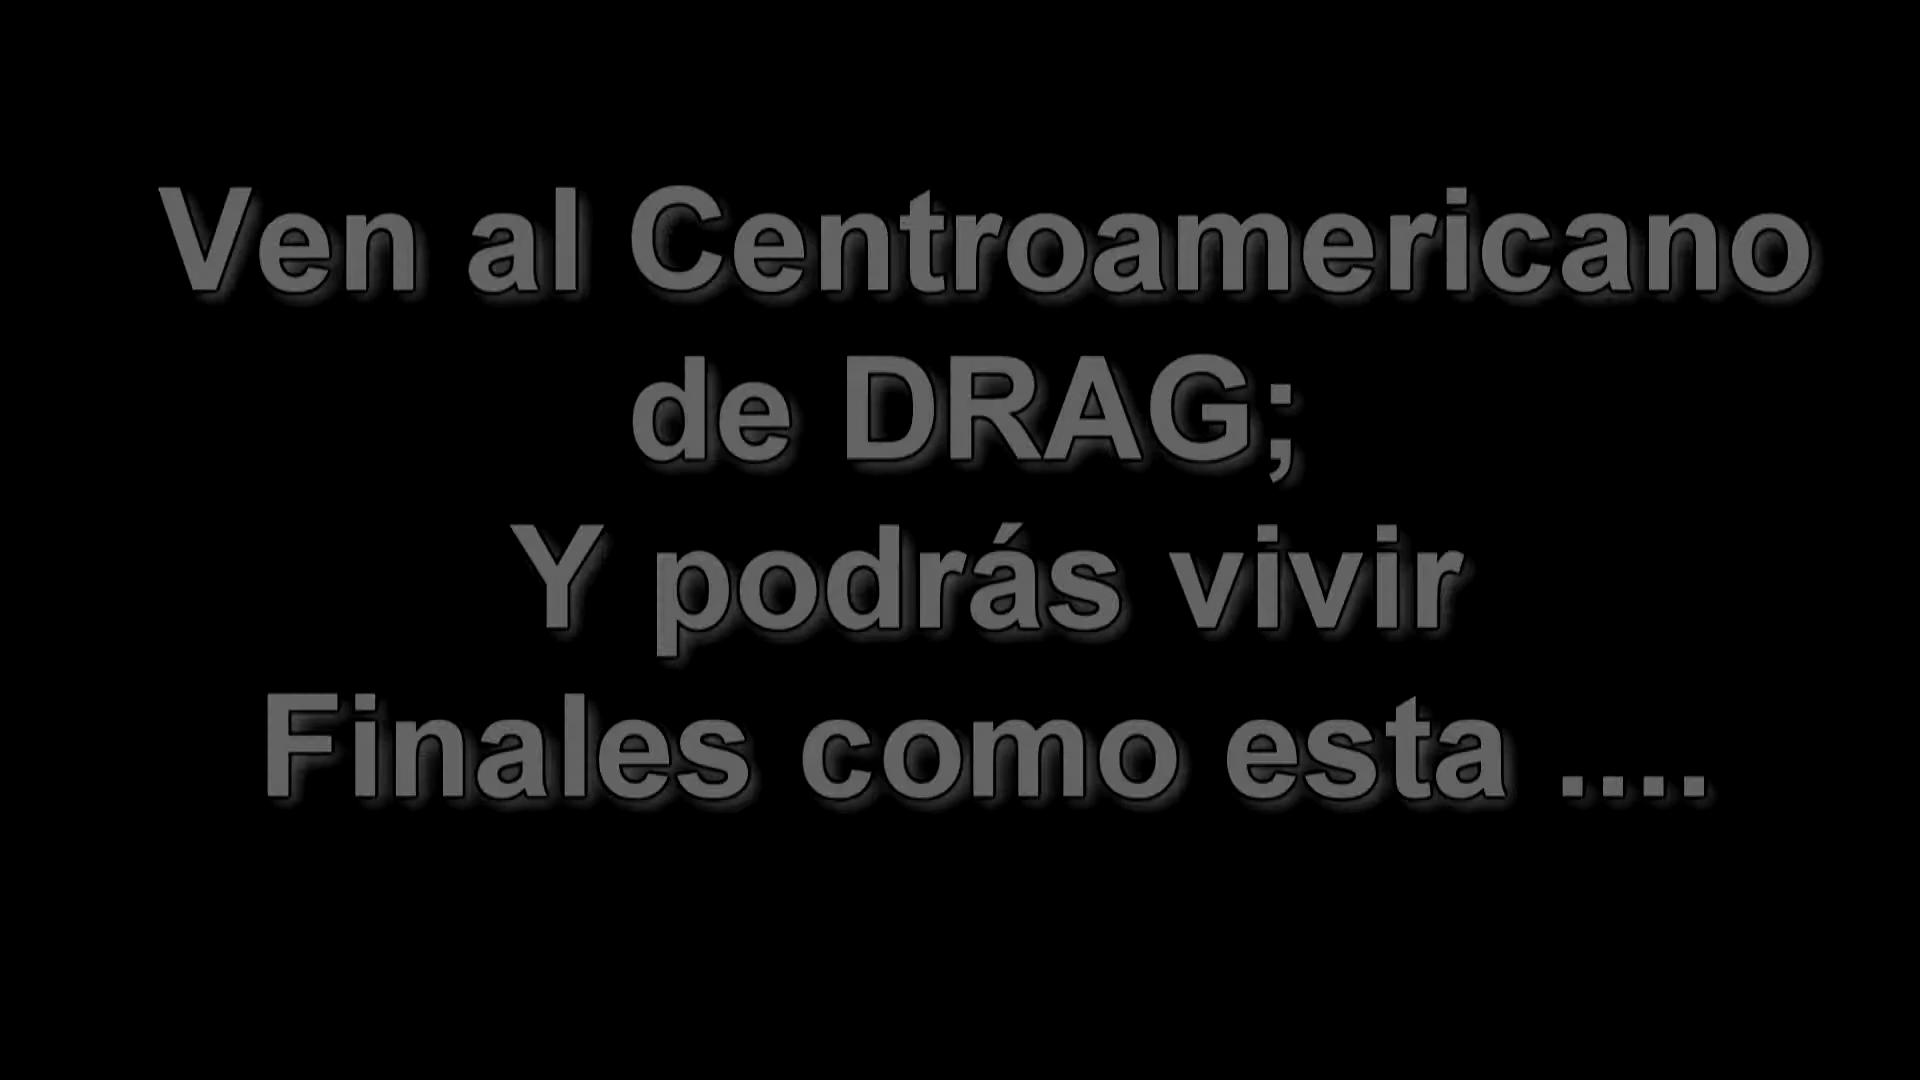 Ven al Centroamericano
de DRAG;
Y podrás vivir
Finales como esta ....